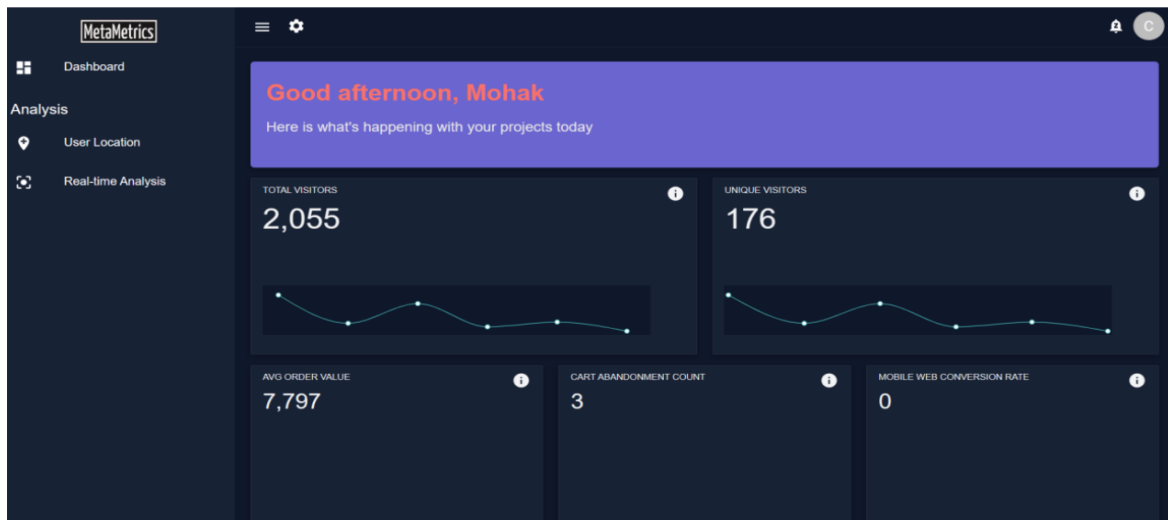 MetaMetrics
Dashboard
Analysis
User Location
Real-time Analysis
C
Good afternoon, Mohak
Here is what's happening with your projects today
TOTAL VISITORS
2,055
UNIQUE VISITORS
176
AVG ORDER VALUE
7,797
CART ABANDONMENT COUNT
3
MOBILE WEB CONVERSION RATE
0